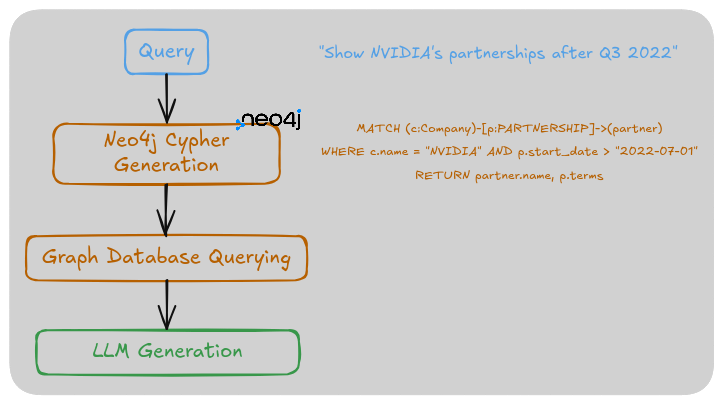 Query
"Show NVIDIA's partnerships after Q3 2022"
neo4j
Neo4j Cypher
Generation
MATCH (c:Company)-[p:PARTNERSHIP]->(partner)
WHERE c.name = "NVIDIA" AND p.start_date > "2022-07-01"
RETURN partner.name, p.terms
Graph Database Querying
LLM Generation